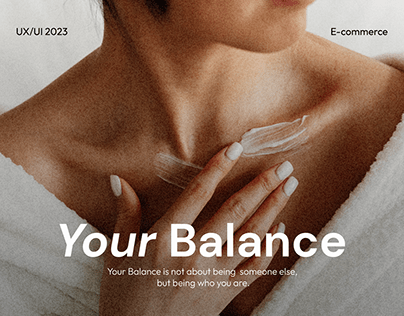 UX/UI 2023
E-commerce
Your Balance
Your Balance is not about being someone else,
but being who you are.